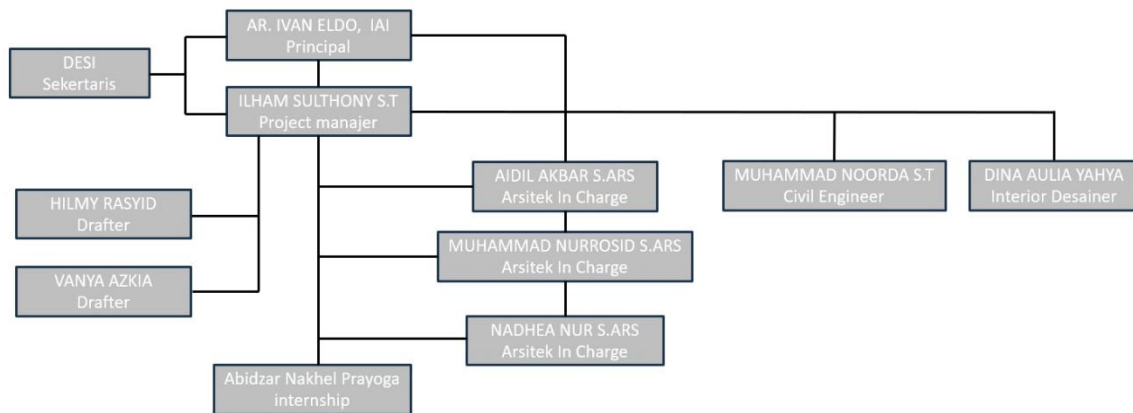 AR. IVAN ELDO, IAI
Principal
DESI
Sekertaris
ILHAM SULTHONY S.T
Project manajer
AIDIL AKBAR S.ARS
Arsitek In Charge
MUHAMMAD NOORDA S.T
Civil Engineer
DINA AULIA YAHYA
Interior Desainer
HILMY RASYID
Drafter
MUHAMMAD NURROSID S.ARS
Arsitek In Charge
VANYA AZKIA
Drafter
NADHEA NUR S.ARS
Arsitek In Charge
Abidzar Nakhel Prayoga
internship